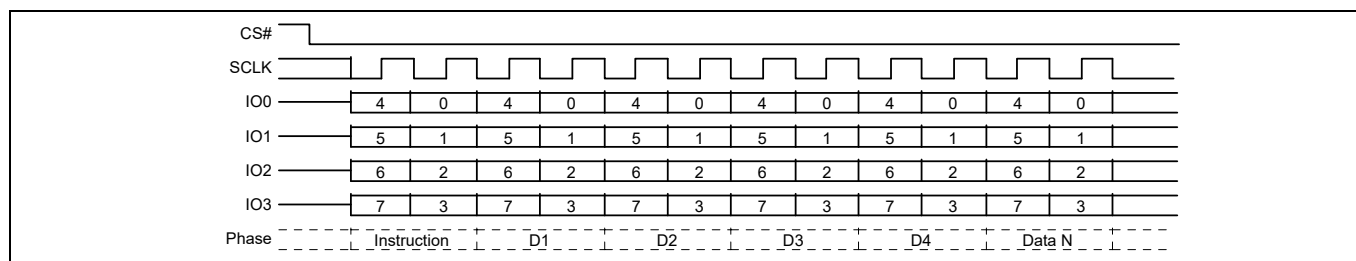 CS#
SCLK
IO0 4 0 4 0 4 0 4 0 4 0 4 0
IO1 5 1 5 1 5 1 5 1 5 1 5 1
IO2 6 2 6 2 6 2 6 2 6 2 6 2
IO3 7 3 7 3 7 3 7 3 7 3 7 3
Phase Instruction D1 D2 D3 D4 Data N